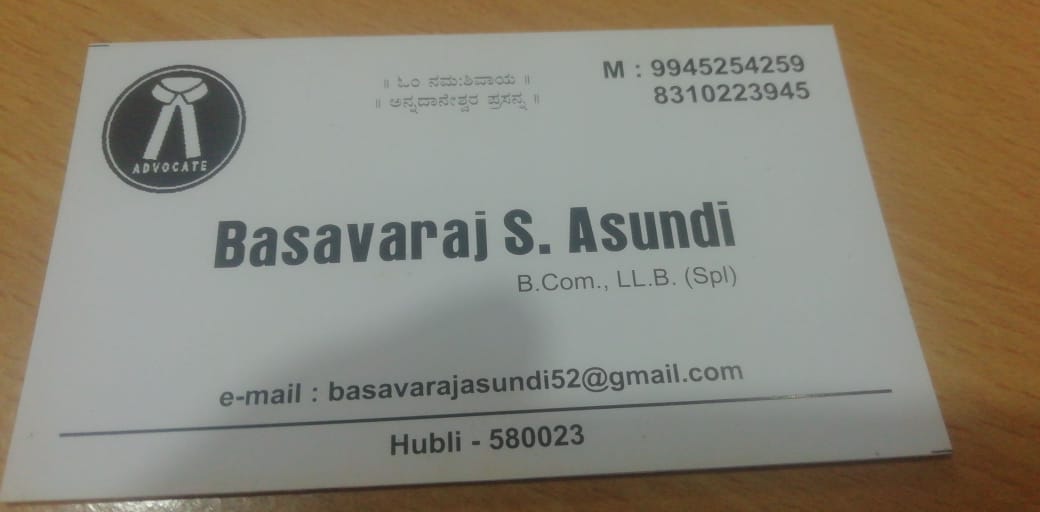 ADVOCATE
॥ ಓಂ ನಮ:ಶಿವಾಯ ॥
॥ ಅನ್ನದಾನೇಶ್ವರ ಪ್ರಸನ್ನ ॥
M : 9945254259
8310223945
Basavaraj S. Asundi
B.Com., LL.B. (Spl)
e-mail : basavarajasundi52@gmail.com
Hubli - 580023